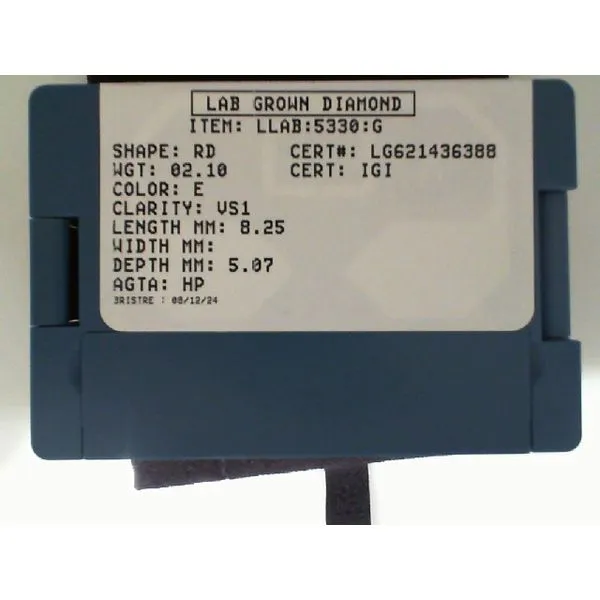 LAB GROWN DIAMOND
ITEM: LLAB:5330:G
SHAPE: RD CERT#: LG621436388
WGT: 02.10 CERT: IGI
COLOR: E
CLARITY: VS1
LENGTH MM: 8.25
WIDTH MM:
DEPTH MM: 5.07
AGTA: HP
3RISTRE : 08/12/24